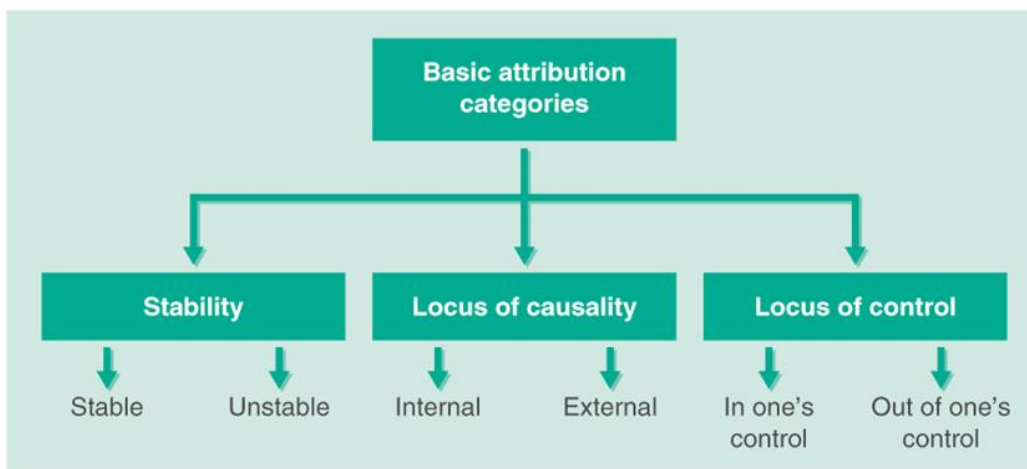 Basic attribution
categories
Stability
Locus of causality
Locus of control
Stable
Unstable
Internal
External
In one's
control
Out of one's
control